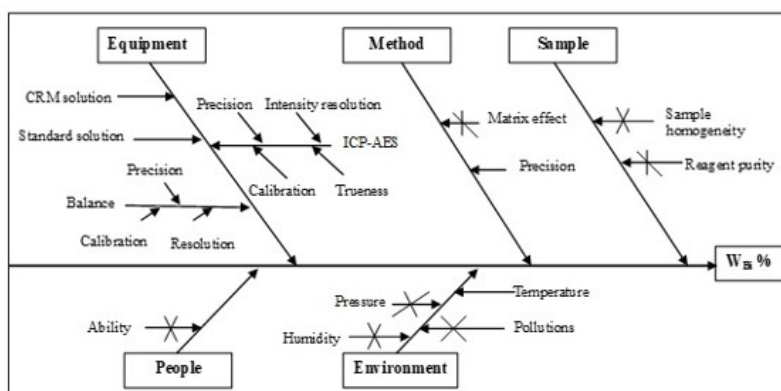 Equipment
Method
Sample
CRM solution
Precision
Intensity resolution
Standard solution
ICP-AES
Matrix effect
Sample
homogeneity
Precision
Calibration
Trueness
Precision
Reagent purity
Balance
Calibration
Resolution
W_Bi %
Pressure
Temperature
Ability
Humidity
Pollutions
People
Environment